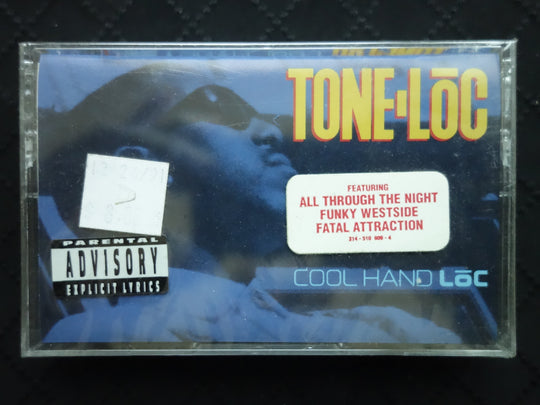 TONE-LōC
FEATURING
ALL THROUGH THE NIGHT
FUNKY WESTSIDE
FATAL ATTRACTION
314 - 510 609 - 4
PARENTAL
ADVISORY
EXPLICIT LYRICS
COOL HAND LōC